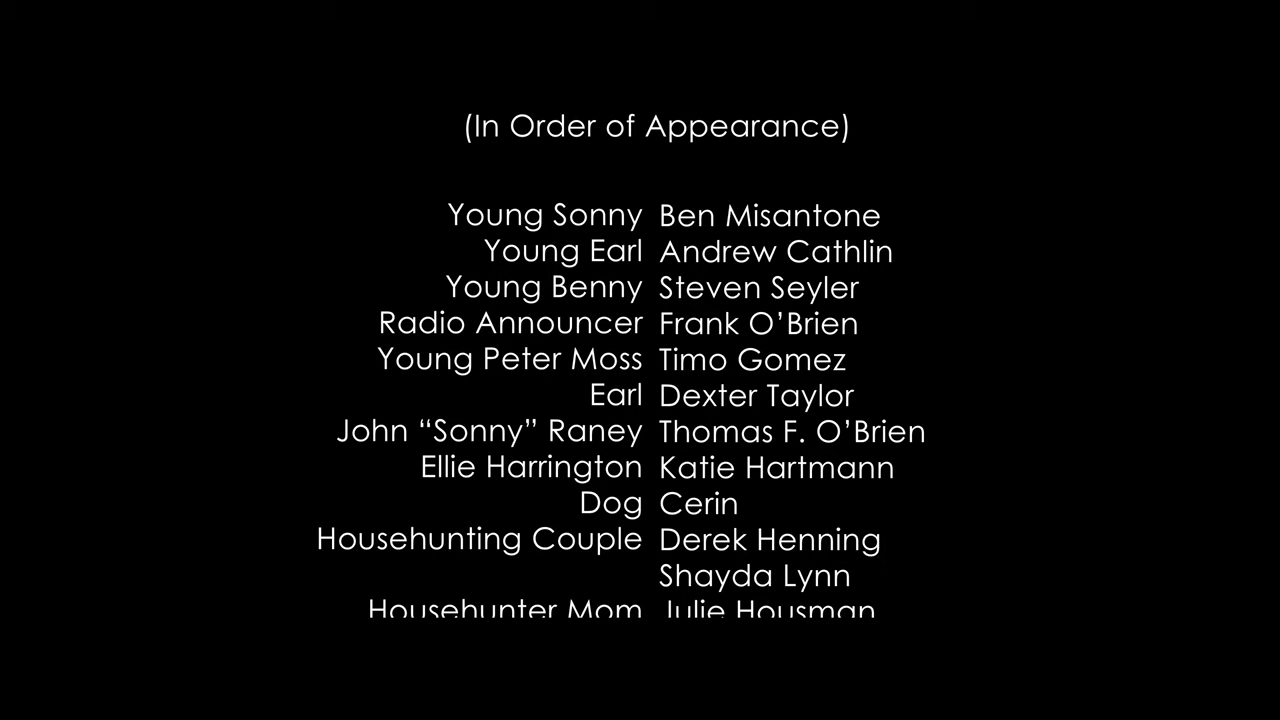 (In Order of Appearance)
Young Sonny Ben Misantone
Young Earl Andrew Cathlin
Young Benny Steven Seyler
Radio Announcer Frank O’Brien
Young Peter Moss Timo Gomez
Earl Dexter Taylor
John “Sonny” Raney Thomas F. O’Brien
Ellie Harrington Katie Hartmann
Dog Cerin
Househunting Couple Derek Henning
Shayda Lynn
Househunter Mom Julie Housman